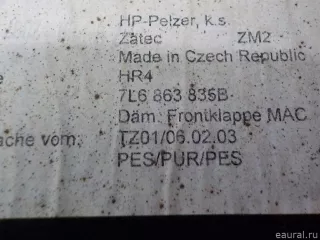 HP-Pelzer, k.s
Zatec ZM2
Made in Czech Republic
HR4
7L6 863 835B
Däm. Frontklappe MAC
ache vom: TZ01/06.02.03
PES/PUR/PES
eaural.ru